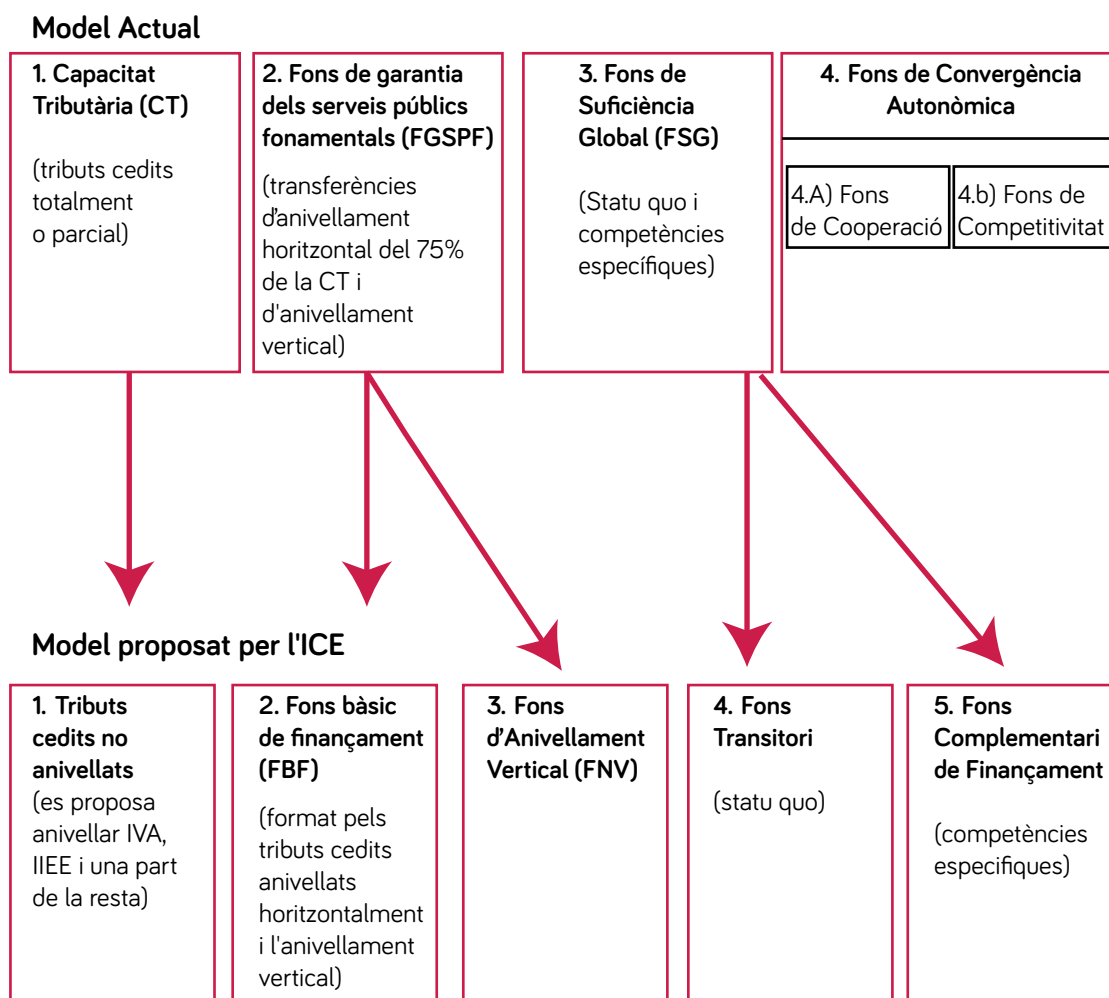 Model Actual
1. Capacitat
Tributària (CT)
(tributs cedits
totalment
o parcial)
2. Fons de garantia
dels serveis públics
fonamentals (FGSPF)
(transferències
d'anivellament
horitzontal del 75%
de la CT i
d'anivellament
vertical)
3. Fons de
Suficiència
Global (FSG)
(Statu quo i
competències
específiques)
4. Fons de Convergència
Autonòmica
4.A) Fons
de Cooperació
4.b) Fons de
Competitivitat
Model proposat per l'ICE
1. Tributs
cedits no
anivellats
(es proposa
anivellar IVA,
IIEE i una part
de la resta)
2. Fons bàsic
de finançament
(FBF)
(format pels
tributs cedits
anivellats
horitzontalment
i l'anivellament
vertical)
3. Fons
d'Anivellament
Vertical (FNV)
4. Fons
Transitori
(statu quo)
5. Fons
Complementari
de Finançament
(competències
especifiques)